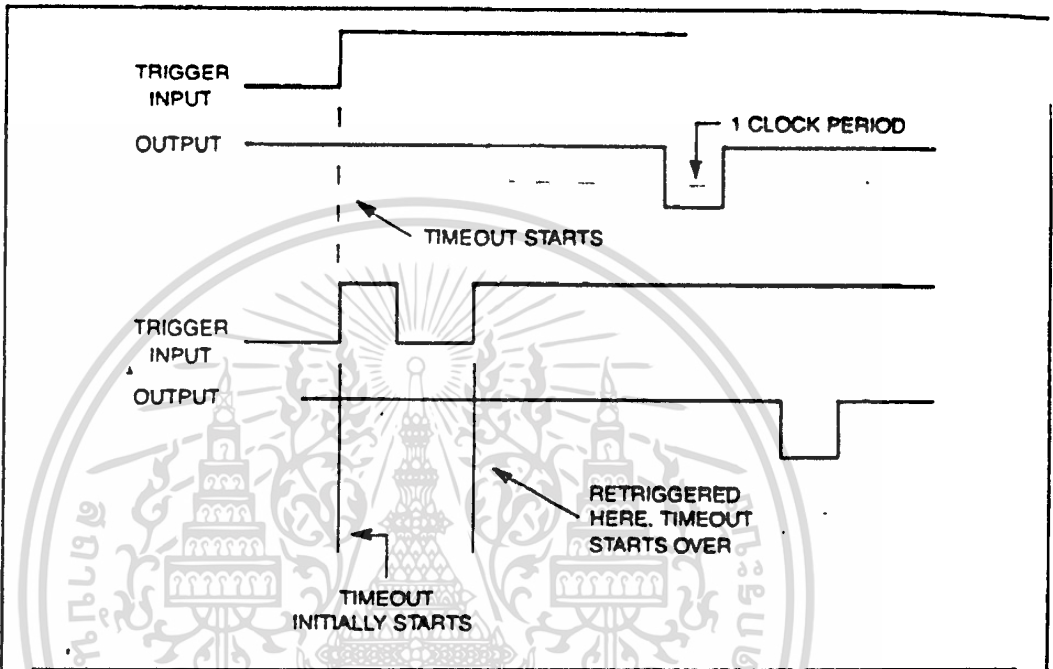 TRIGGER
INPUT
OUTPUT
1 CLOCK PERIOD
TIMEOUT STARTS
TRIGGER
INPUT
OUTPUT
RETRIGGERED
HERE. TIMEOUT
STARTS OVER
TIMEOUT
INITIALLY STARTS